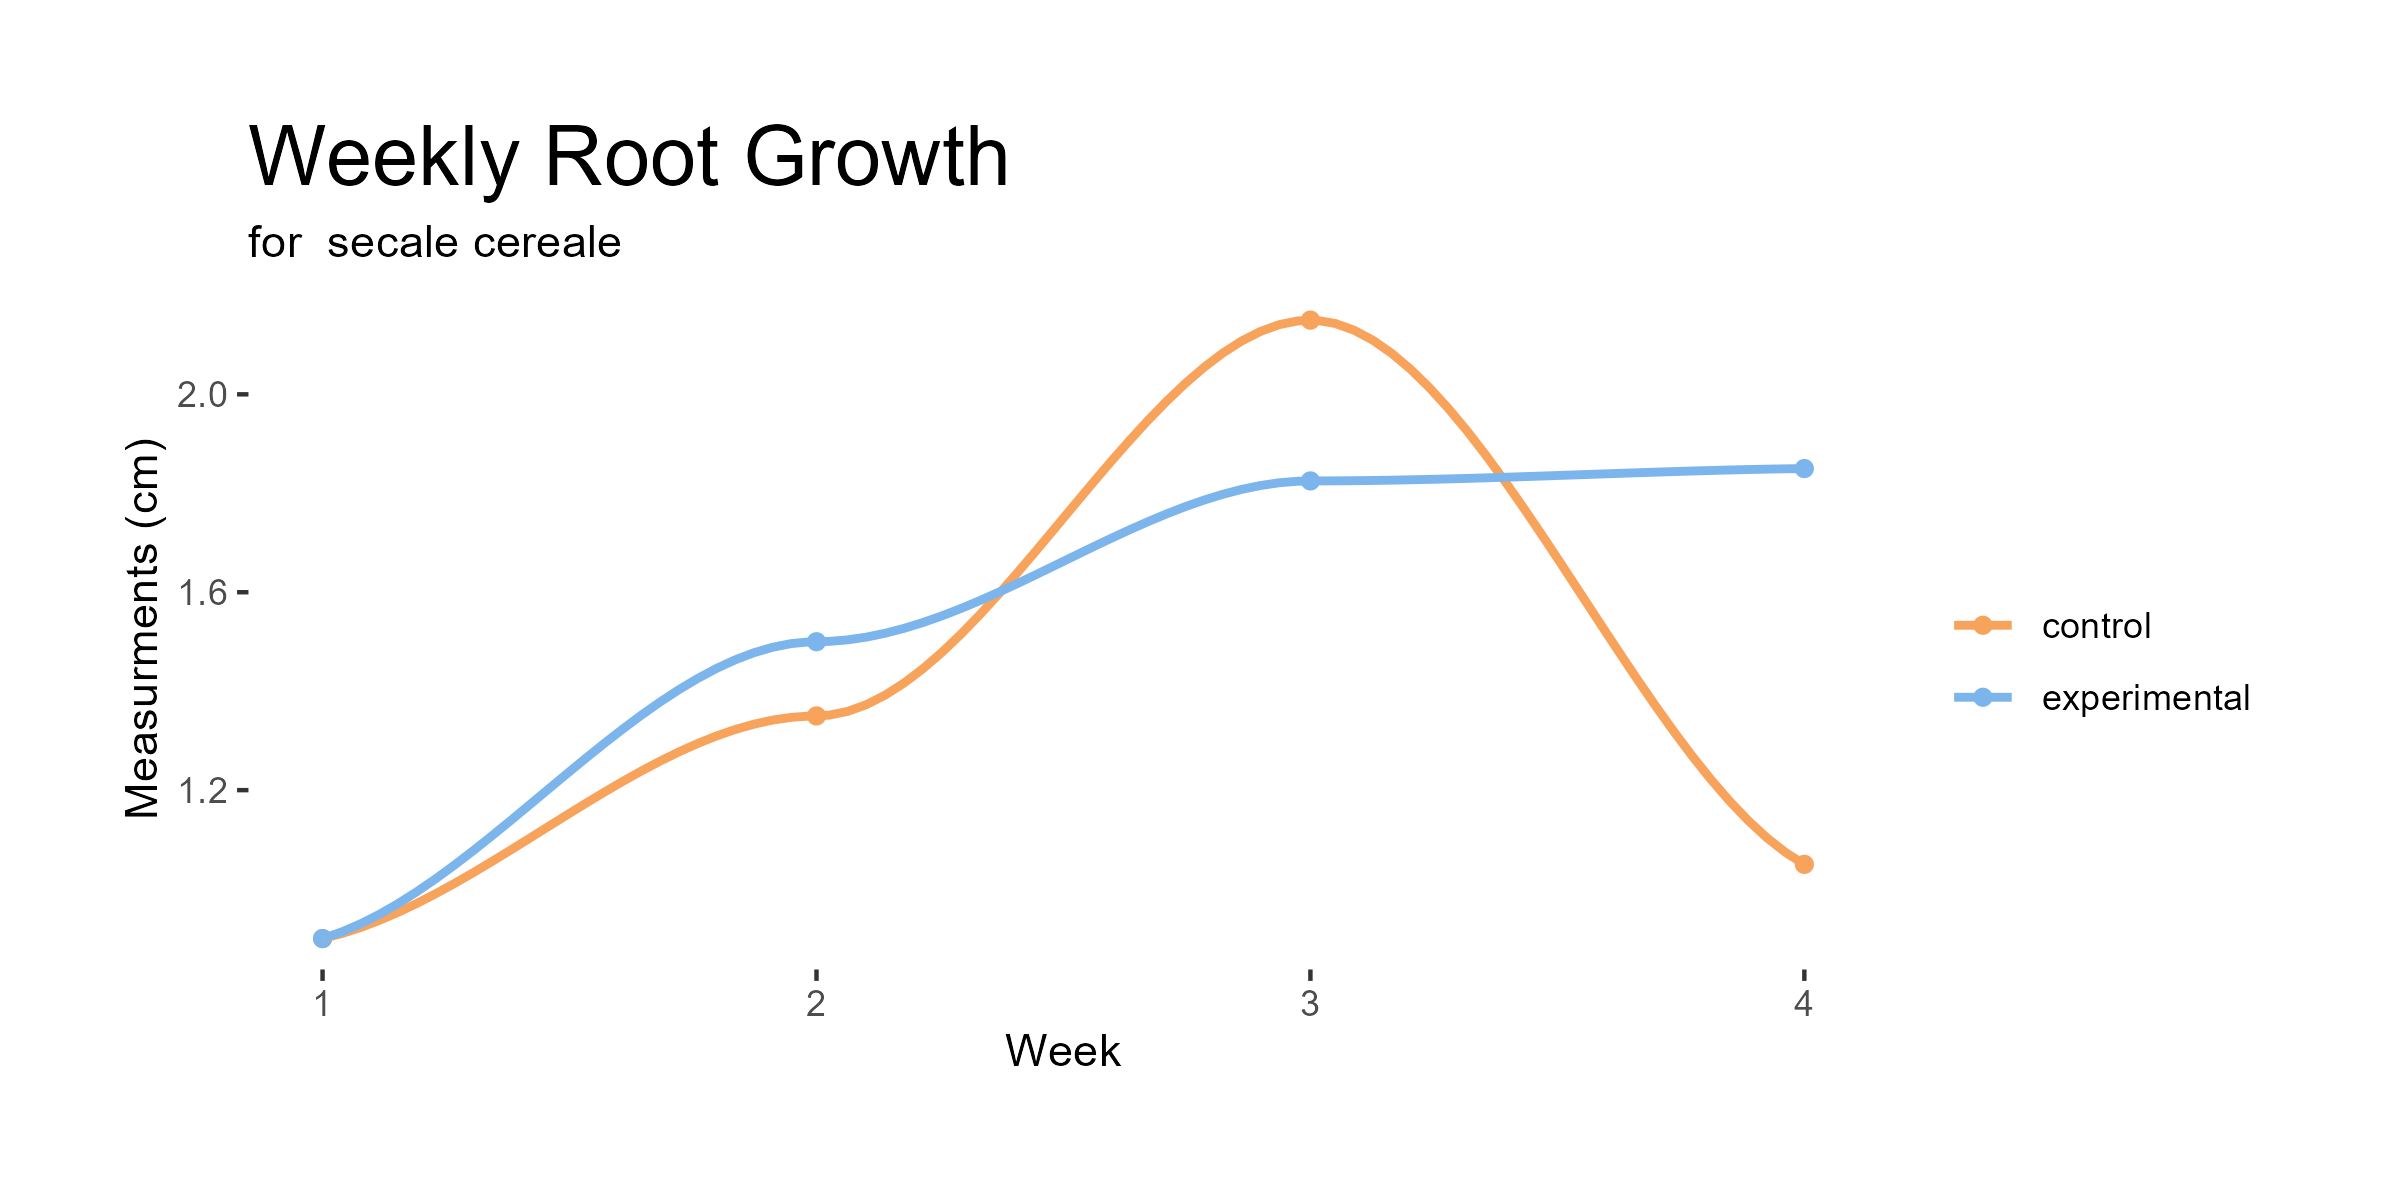 Weekly Root Growth
for  secale cereale
2.0
1.6
1.2
Measurments (cm)
1
2
3
4
Week
control
experimental